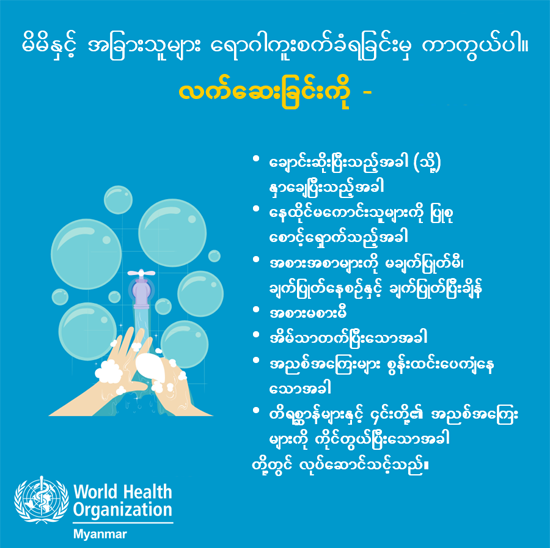 မိမိနှင့် အခြားသူများ ရောဂါကူးစက်ခံရခြင်းမှ ကာကွယ်ပါ။
လက်ဆေးခြင်းကို -
• ချောင်းဆိုးပြီးသည့်အခါ (သို့)
နှာချေပြီးသည့်အခါ
• နေထိုင်မကောင်းသူများကို ပြုစု
စောင့်ရှောက်သည့်အခါ
• အစားအစာများကို မချက်ပြုတ်မီ၊
ချက်ပြုတ်နေစဉ်နှင့် ချက်ပြုတ်ပြီးချိန်
• အစားမစားမီ
• အိမ်သာတက်ပြီးသောအခါ
• အညစ်အကြေးများ စွန်းထင်းပေကျံနေ
သောအခါ
• တိရစ္ဆာန်များနှင့် ၎င်းတို့၏ အညစ်အကြေး
များကို ကိုင်တွယ်ပြီးသောအခါ
တို့တွင် လုပ်ဆောင်သင့်သည်။
World Health
Organization
Myanmar